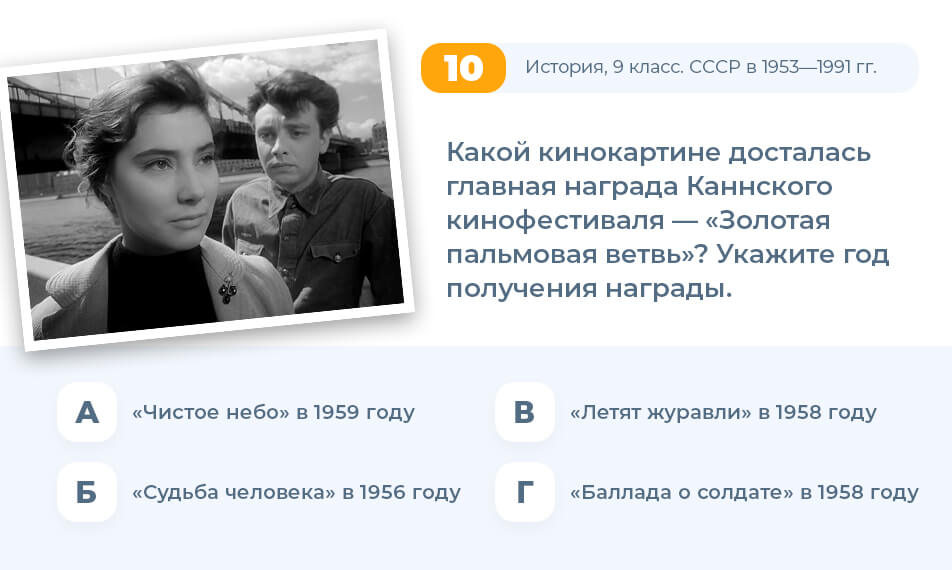 10
История, 9 класс. СССР в 1953—1991 гг.
Какой кинокартине досталась
главная награда Каннского
кинофестиваля — «Золотая
пальмовая ветвь»? Укажите год
получения награды.
А «Чистое небо» в 1959 году
Б «Судьба человека» в 1956 году
В «Летят журавли» в 1958 году
Г «Баллада о солдате» в 1958 году